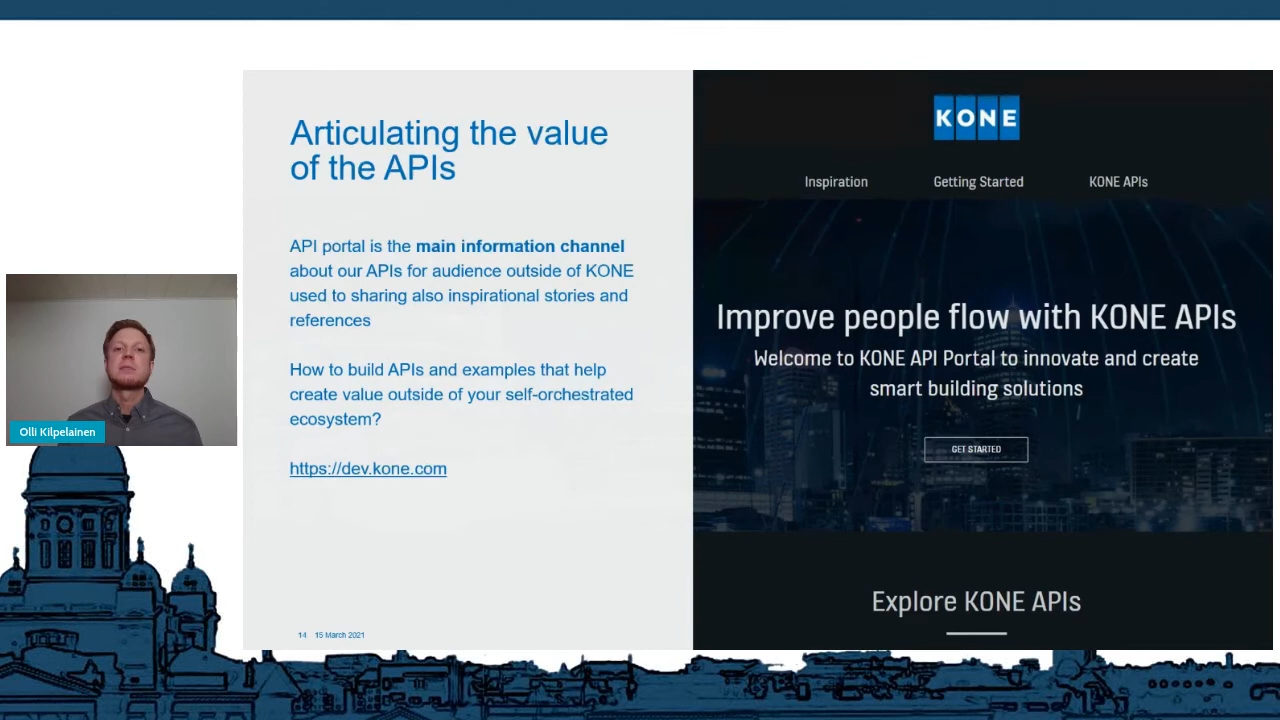 Articulating the value
of the APIs
API portal is the main information channel
about our APIs for audience outside of KONE
used to sharing also inspirational stories and
references
How to build APIs and examples that help
create value outside of your self-orchestrated
ecosystem?
https://dev.kone.com
14 15 March 2021
KONE
Inspiration Getting Started KONE APIs
Improve people flow with KONE APIs
Welcome to KONE API Portal to innovate and create
smart building solutions
GET STARTED
Explore KONE APIs
Olli Kilpelainen